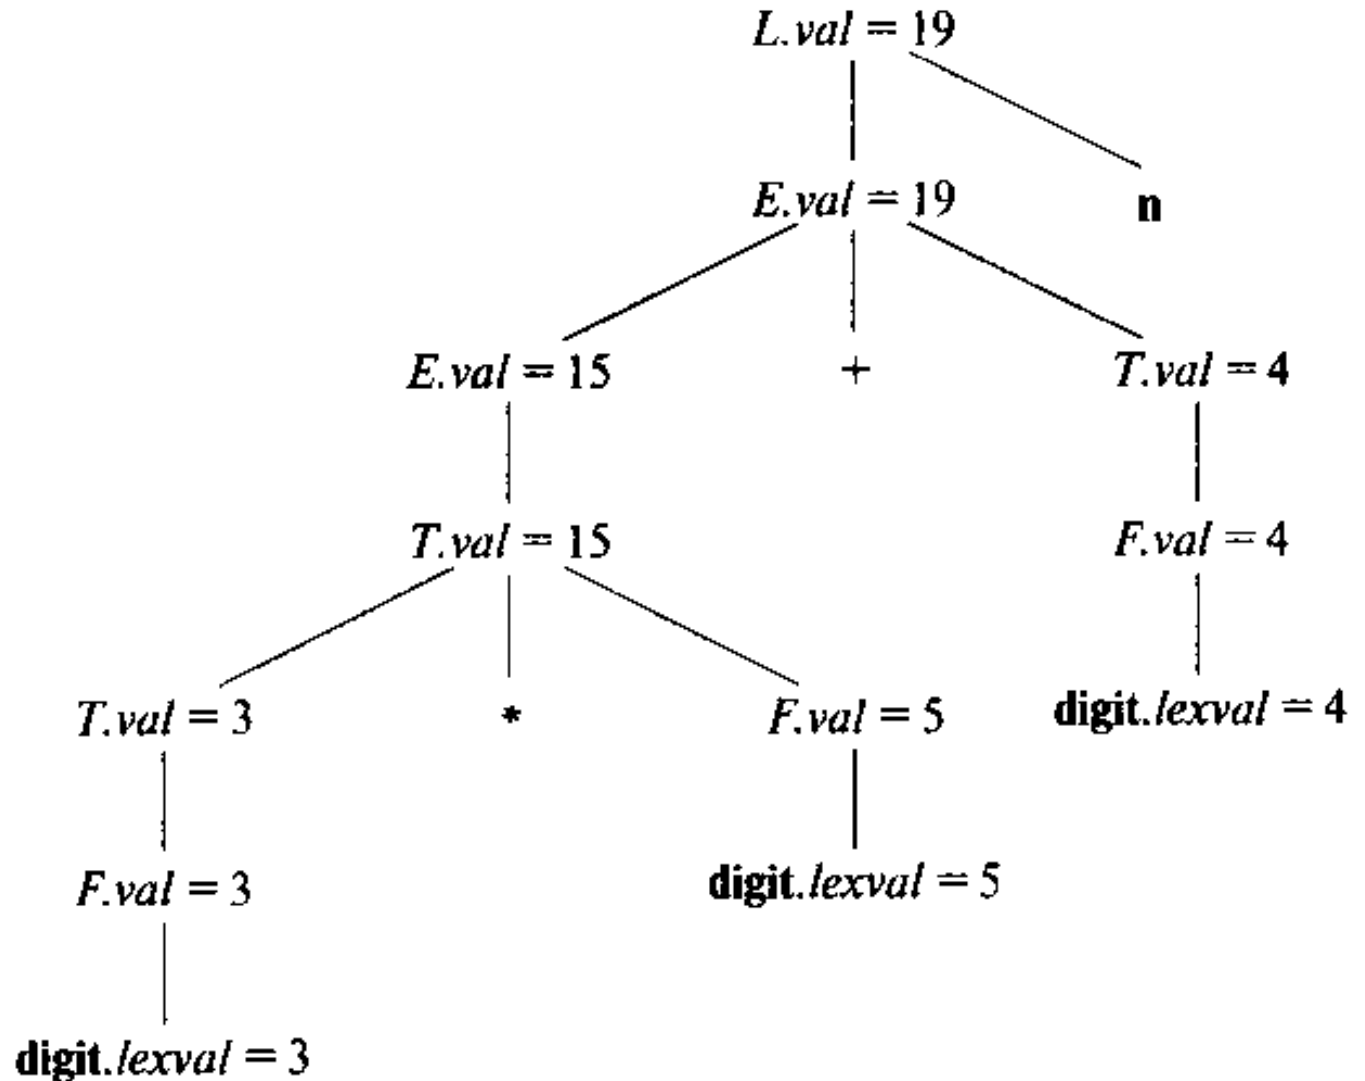 L.val = 19
E.val = 19 n
E.val = 15 + T.val = 4
T.val = 15 F.val = 4
T.val = 3 * F.val = 5 digit.lexval = 4
F.val = 3 digit.lexval = 5
digit.lexval = 3